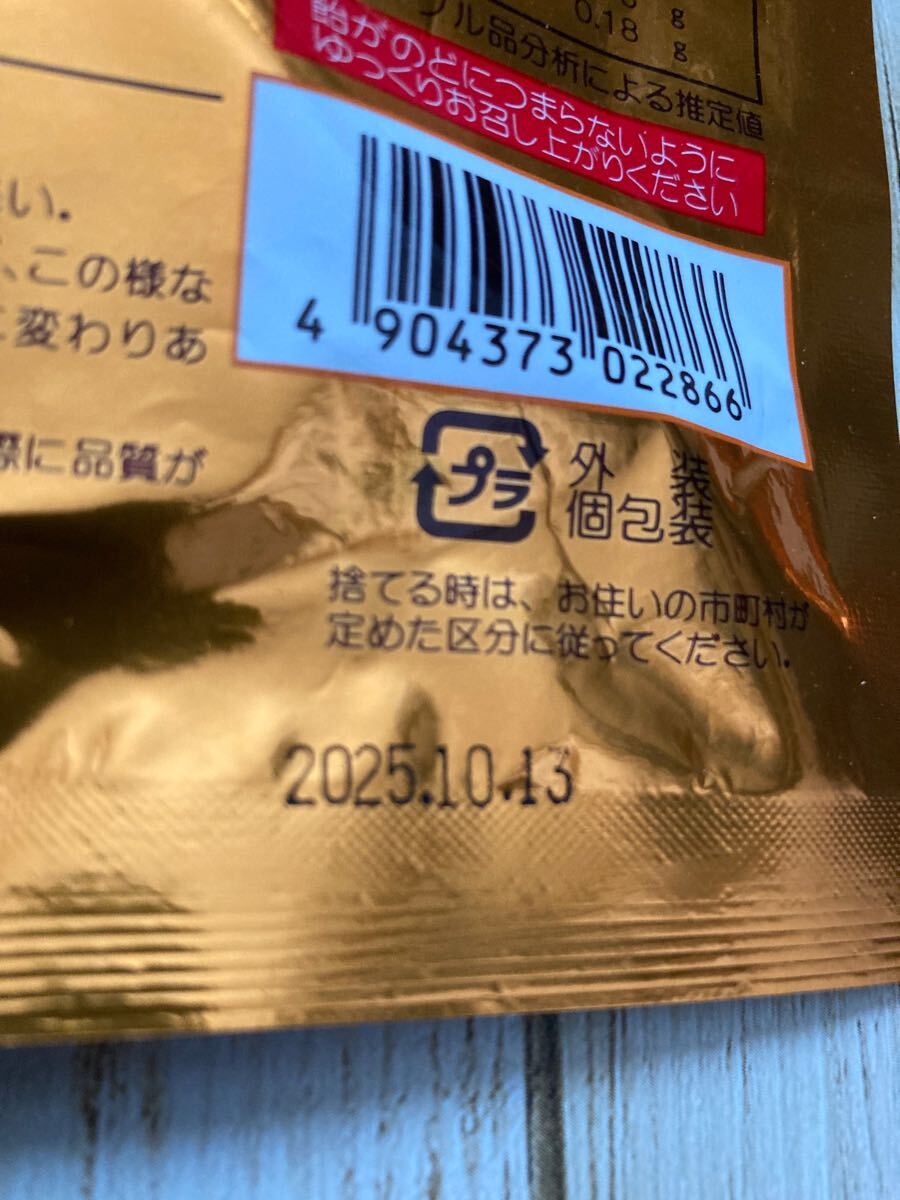 g
0.18 g
プル品分析による推定値
飴がのどにつまらないように
ゆっくりお召し上がりください
い.
、この様な
変わりあ
際に品質が
4 904373 022866
プラ
外 装
個包装
捨てる時は、お住いの市町村が
定めた区分に従ってください.
2025.10.13